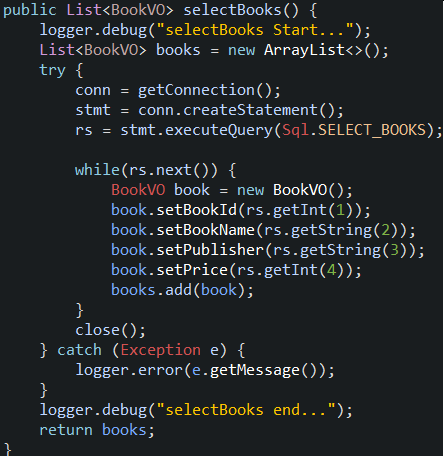 public List<BookVO> selectBooks() {
    logger.debug("selectBooks Start...");
    List<BookVO> books = new ArrayList<>();
    try {
        conn = getConnection();
        stmt = conn.createStatement();
        rs = stmt.executeQuery(Sql.SELECT_BOOKS);

        while(rs.next()) {
            BookVO book = new BookVO();
            book.setBookId(rs.getInt(1));
            book.setBookName(rs.getString(2));
            book.setPublisher(rs.getString(3));
            book.setPrice(rs.getInt(4));
            books.add(book);
        }
        close();
    } catch (Exception e) {
        logger.error(e.getMessage());
    }
    logger.debug("selectBooks end...");
    return books;
}